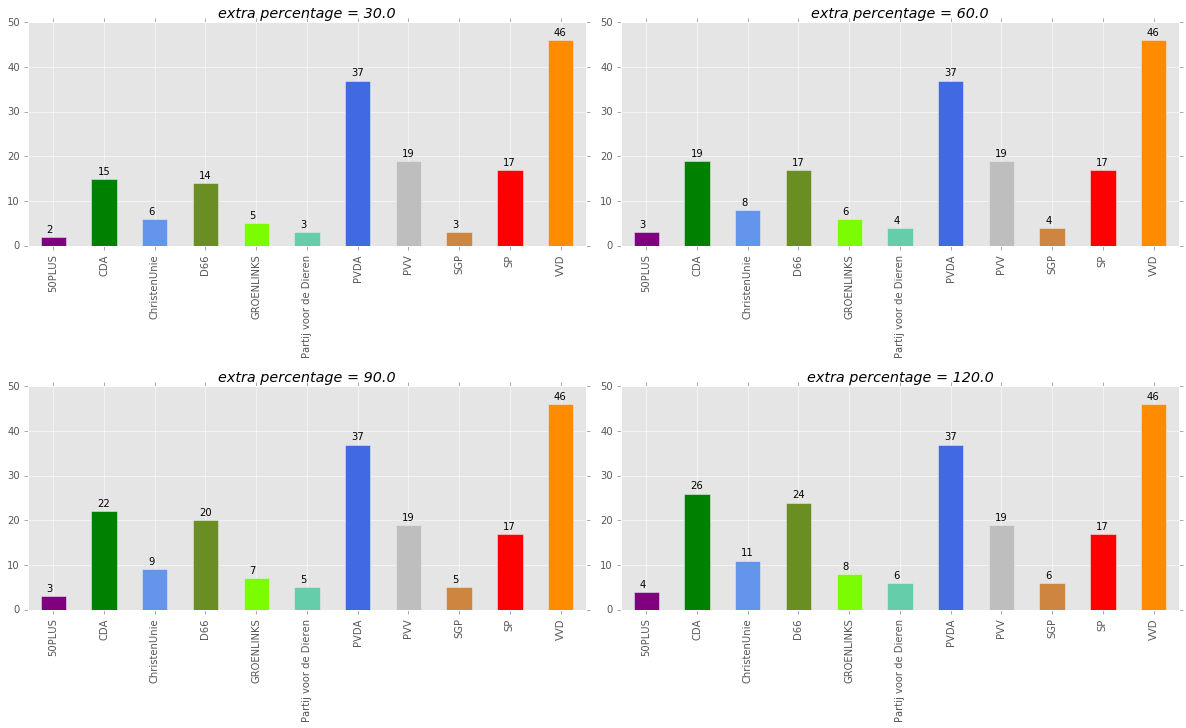 extra percentage = 30.0
50
40
30
20
10
0
2
15
6
14
5
3
37
19
3
17
46
50PLUS
CDA
ChristenUnie
D66
GROENLINKS
Partij voor de Dieren
PVDA
PVV
SGP
SP
VVD
extra percentage = 60.0
50
40
30
20
10
0
3
19
8
17
6
4
37
19
4
17
46
50PLUS
CDA
ChristenUnie
D66
GROENLINKS
Partij voor de Dieren
PVDA
PVV
SGP
SP
VVD
extra percentage = 90.0
50
40
30
20
10
0
3
22
9
20
7
5
37
19
5
17
46
50PLUS
CDA
ChristenUnie
D66
GROENLINKS
Partij voor de Dieren
PVDA
PVV
SGP
SP
VVD
extra percentage = 120.0
50
40
30
20
10
0
4
26
11
24
8
6
37
19
6
17
46
50PLUS
CDA
ChristenUnie
D66
GROENLINKS
Partij voor de Dieren
PVDA
PVV
SGP
SP
VVD